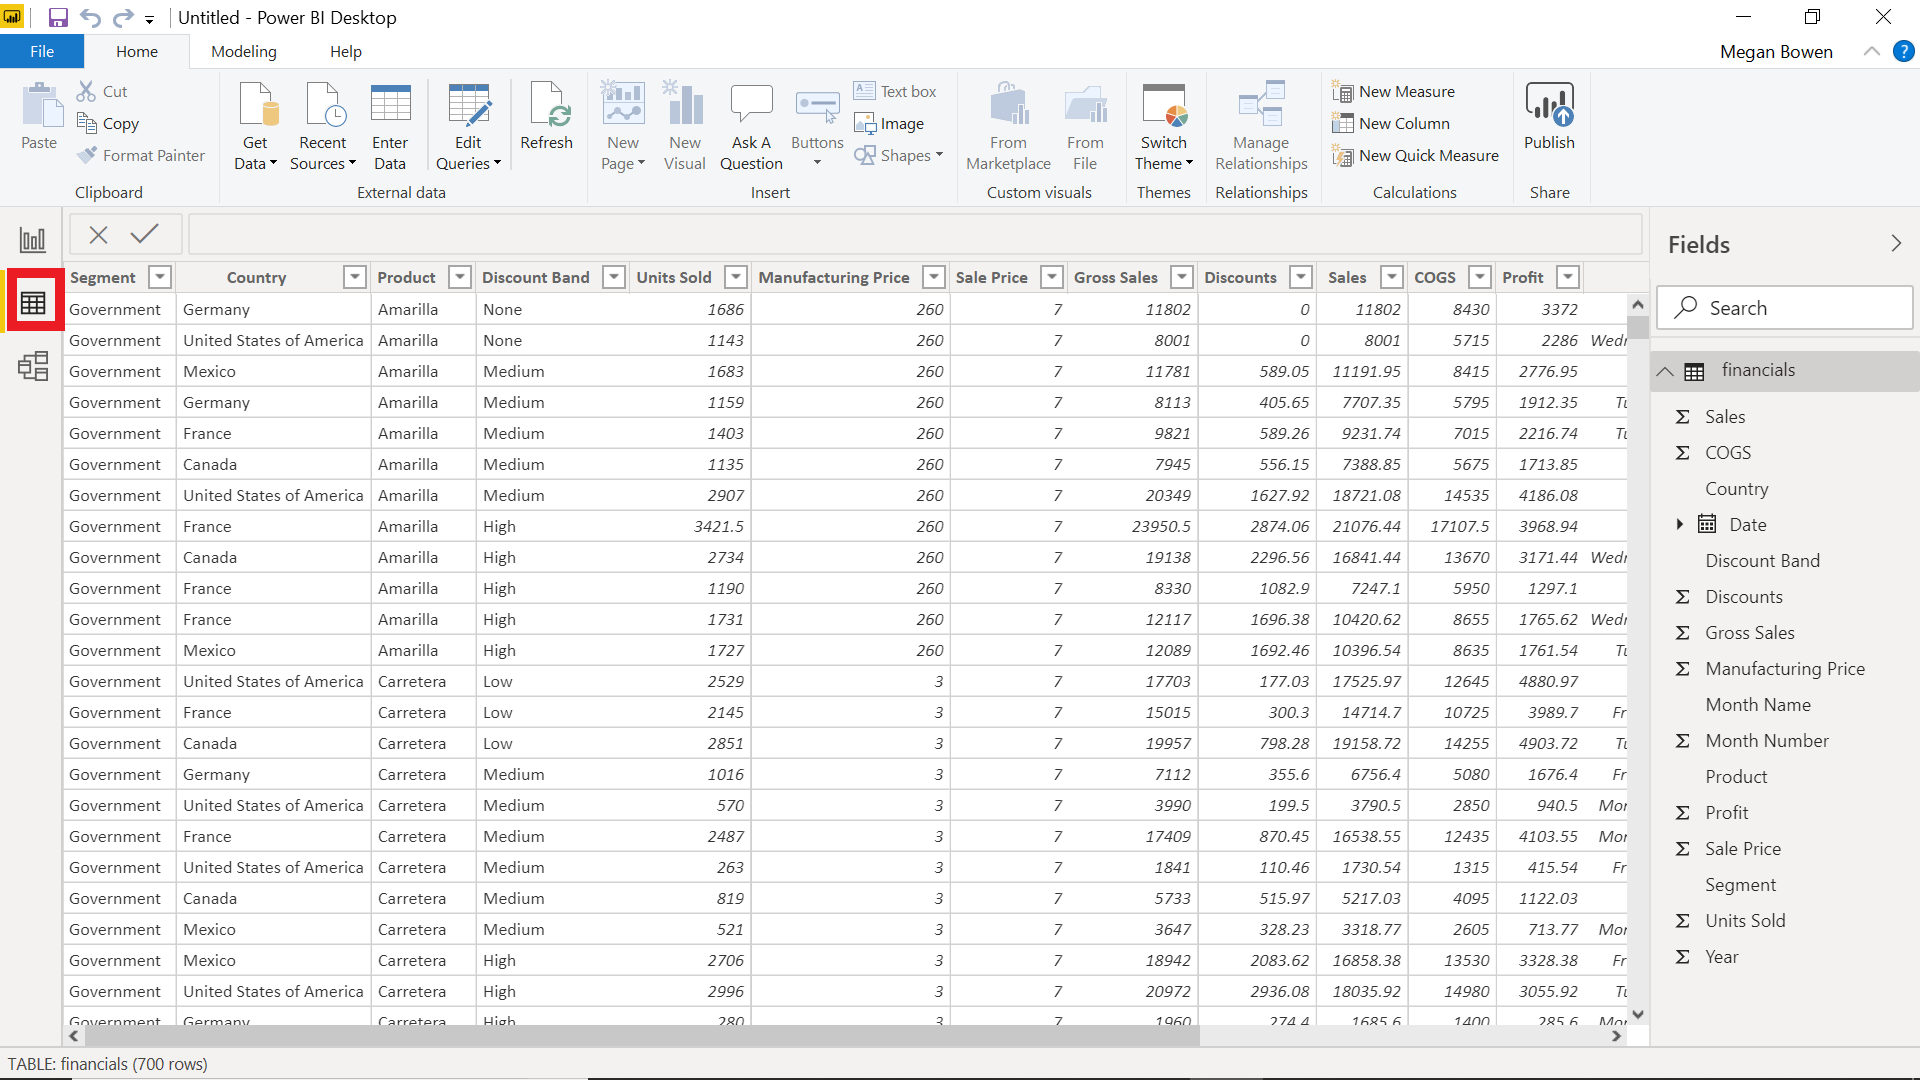 Untitled - Power BI Desktop
File Home Modeling Help Megan Bowen ?
Paste
Cut
Copy
Format Painter
Clipboard
Get Data
Recent Sources
Enter Data
Edit Queries
Refresh
External data
New Page
New Visual
Ask A Question
Buttons
Text box
Image
Shapes
Insert
From Marketplace
From File
Custom visuals
Switch Theme
Themes
Manage Relationships
Relationships
New Measure
New Column
New Quick Measure
Calculations
Publish
Share
Segment Country Product Discount Band Units Sold Manufacturing Price Sale Price Gross Sales Discounts Sales COGS Profit
Government Germany Amarilla None 1686 260 7 11802 0 11802 8430 3372
Government United States of America Amarilla None 1143 260 7 8001 0 8001 5715 2286 Wedn
Government Mexico Amarilla Medium 1683 260 7 11781 589.05 11191.95 8415 2776.95
Government Germany Amarilla Medium 1159 260 7 8113 405.65 7707.35 5795 1912.35 Tu
Government France Amarilla Medium 1403 260 7 9821 589.26 9231.74 7015 2216.74 Tu
Government Canada Amarilla Medium 1135 260 7 7945 556.15 7388.85 5675 1713.85
Government United States of America Amarilla Medium 2907 260 7 20349 1627.92 18721.08 14535 4186.08
Government France Amarilla High 3421.5 260 7 23950.5 2874.06 21076.44 17107.5 3968.94
Government Canada Amarilla High 2734 260 7 19138 2296.56 16841.44 13670 3171.44 Wedn
Government France Amarilla High 1190 260 7 8330 1082.9 7247.1 5950 1297.1
Government France Amarilla High 1731 260 7 12117 1696.38 10420.62 8655 1765.62 Wedn
Government Mexico Amarilla High 1727 260 7 12089 1692.46 10396.54 8635 1761.54 Tu
Government United States of America Carretera Low 2529 3 7 17703 177.03 17525.97 12645 4880.97
Government France Carretera Low 2145 3 7 15015 300.3 14714.7 10725 3989.7 Fr
Government Canada Carretera Low 2851 3 7 19957 798.28 19158.72 14255 4903.72 Tu
Government Germany Carretera Medium 1016 3 7 7112 355.6 6756.4 5080 1676.4 Fr
Government United States of America Carretera Medium 570 3 7 3990 199.5 3790.5 2850 940.5 Mon
Government France Carretera Medium 2487 3 7 17409 870.45 16538.55 12435 4103.55 Mon
Government United States of America Carretera Medium 263 3 7 1841 110.46 1730.54 1315 415.54 Fr
Government Canada Carretera Medium 819 3 7 5733 515.97 5217.03 4095 1122.03
Government Mexico Carretera Medium 521 3 7 3647 328.23 3318.77 2605 713.77 Mon
Government Mexico Carretera High 2706 3 7 18942 2083.62 16858.38 13530 3328.38 Fr
Government United States of America Carretera High 2996 3 7 20972 2936.08 18035.92 14980 3055.92 Tu
Government Germany Carretera High 280 3 7 1960 274.4 1685.6 1400 285.6 Mon
Fields
Search
financials
Σ Sales
Σ COGS
Country
Date
Discount Band
Σ Discounts
Σ Gross Sales
Σ Manufacturing Price
Month Name
Σ Month Number
Product
Σ Profit
Σ Sale Price
Segment
Σ Units Sold
Σ Year
TABLE: financials (700 rows)